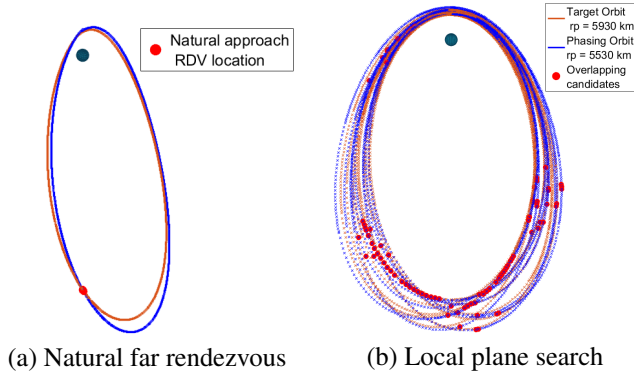 Natural approach
RDV location
Target Orbit
rp = 5930 km
Phasing Orbit
rp = 5530 km
Overlapping
candidates
(a) Natural far rendezvous
(b) Local plane search